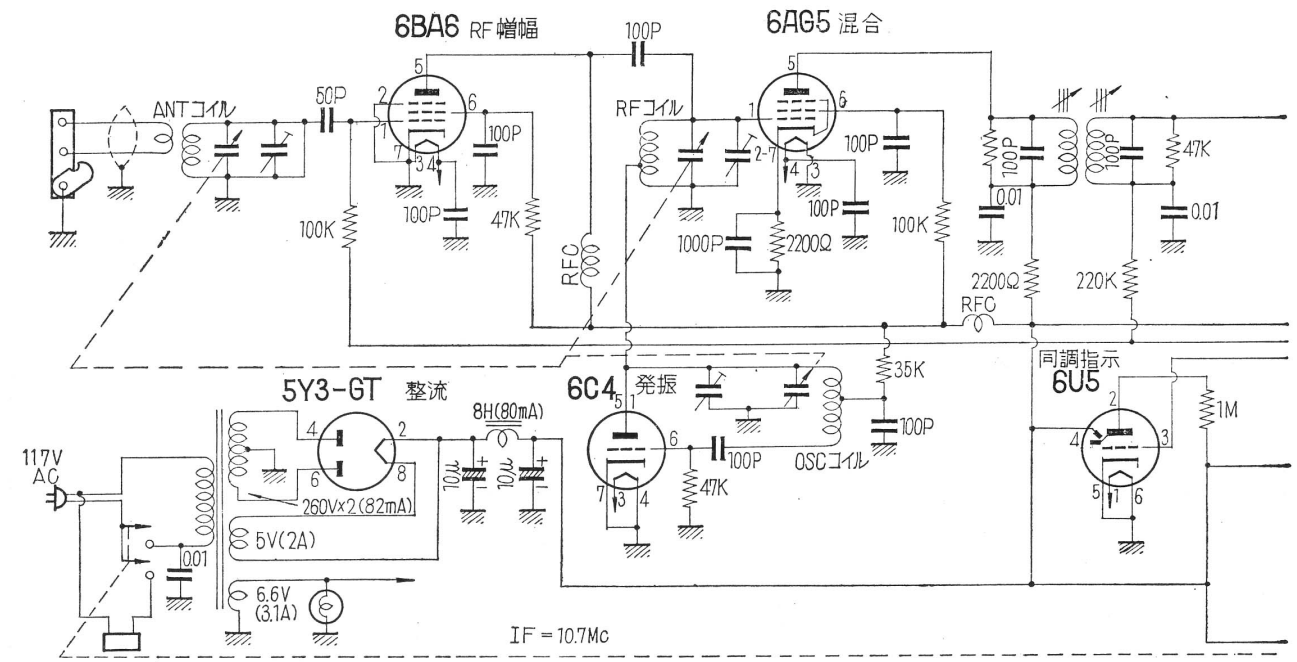 6BA6 RF増幅
100P
6AG5 混合
5
5
ANTコイル
50P
2
6
1
7
3
4
100P
100P
100K
47K
RFC
RFコイル
1
6
2-7
4
3
100P
100P
1000P
2200Ω
100K
100P
0.01
100P
47K
0.01
2200Ω
220K
RFC
5Y3-GT 整流
4
2
6
8
8H(80mA)
10μ
+
10μ
+
6C4 発振
5
1
6
7
3
4
100P
47K
OSCコイル
35K
100P
同調指示
6U5
2
4
3
5
1
6
1M
117V
AC
260V×2(82mA)
5V(2A)
0.01
6.6V
(3.1A)
IF=10.7Mc